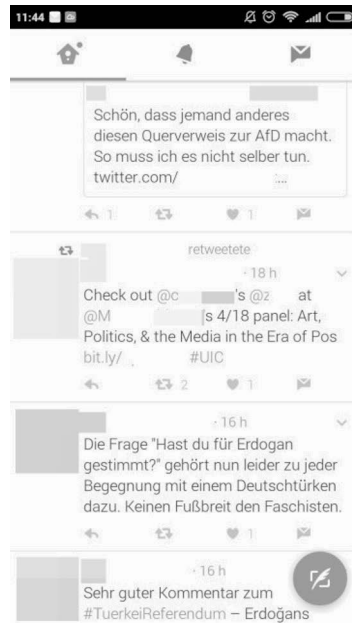 11:44
Schön, dass jemand anderes
diesen Querverweis zur AfD macht.
So muss ich es nicht selber tun.
twitter.com/ :...
1 1
retweetete
· 18 h
Check out @c 's @z at
@M 's 4/18 panel: Art,
Politics, & the Media in the Era of Pos
bit.ly/ #UIC
2 1
· 16 h
Die Frage "Hast du für Erdogan
gestimmt?" gehört nun leider zu jeder
Begegnung mit einem Deutschtürken
dazu. Keinen Fußbreit den Faschisten.
1
· 16 h
Sehr guter Kommentar zum
#TuerkeiReferendum – Erdoğans